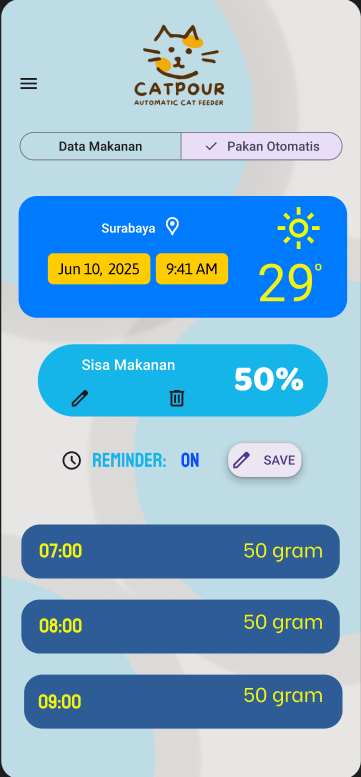 CATPOUR
AUTOMATIC CAT FEEDER
Data Makanan
Pakan Otomatis
Surabaya
Jun 10, 2025
9:41 AM
29°
Sisa Makanan
50%
REMINDER: ON
SAVE
07:00 50 gram
08:00 50 gram
09:00 50 gram